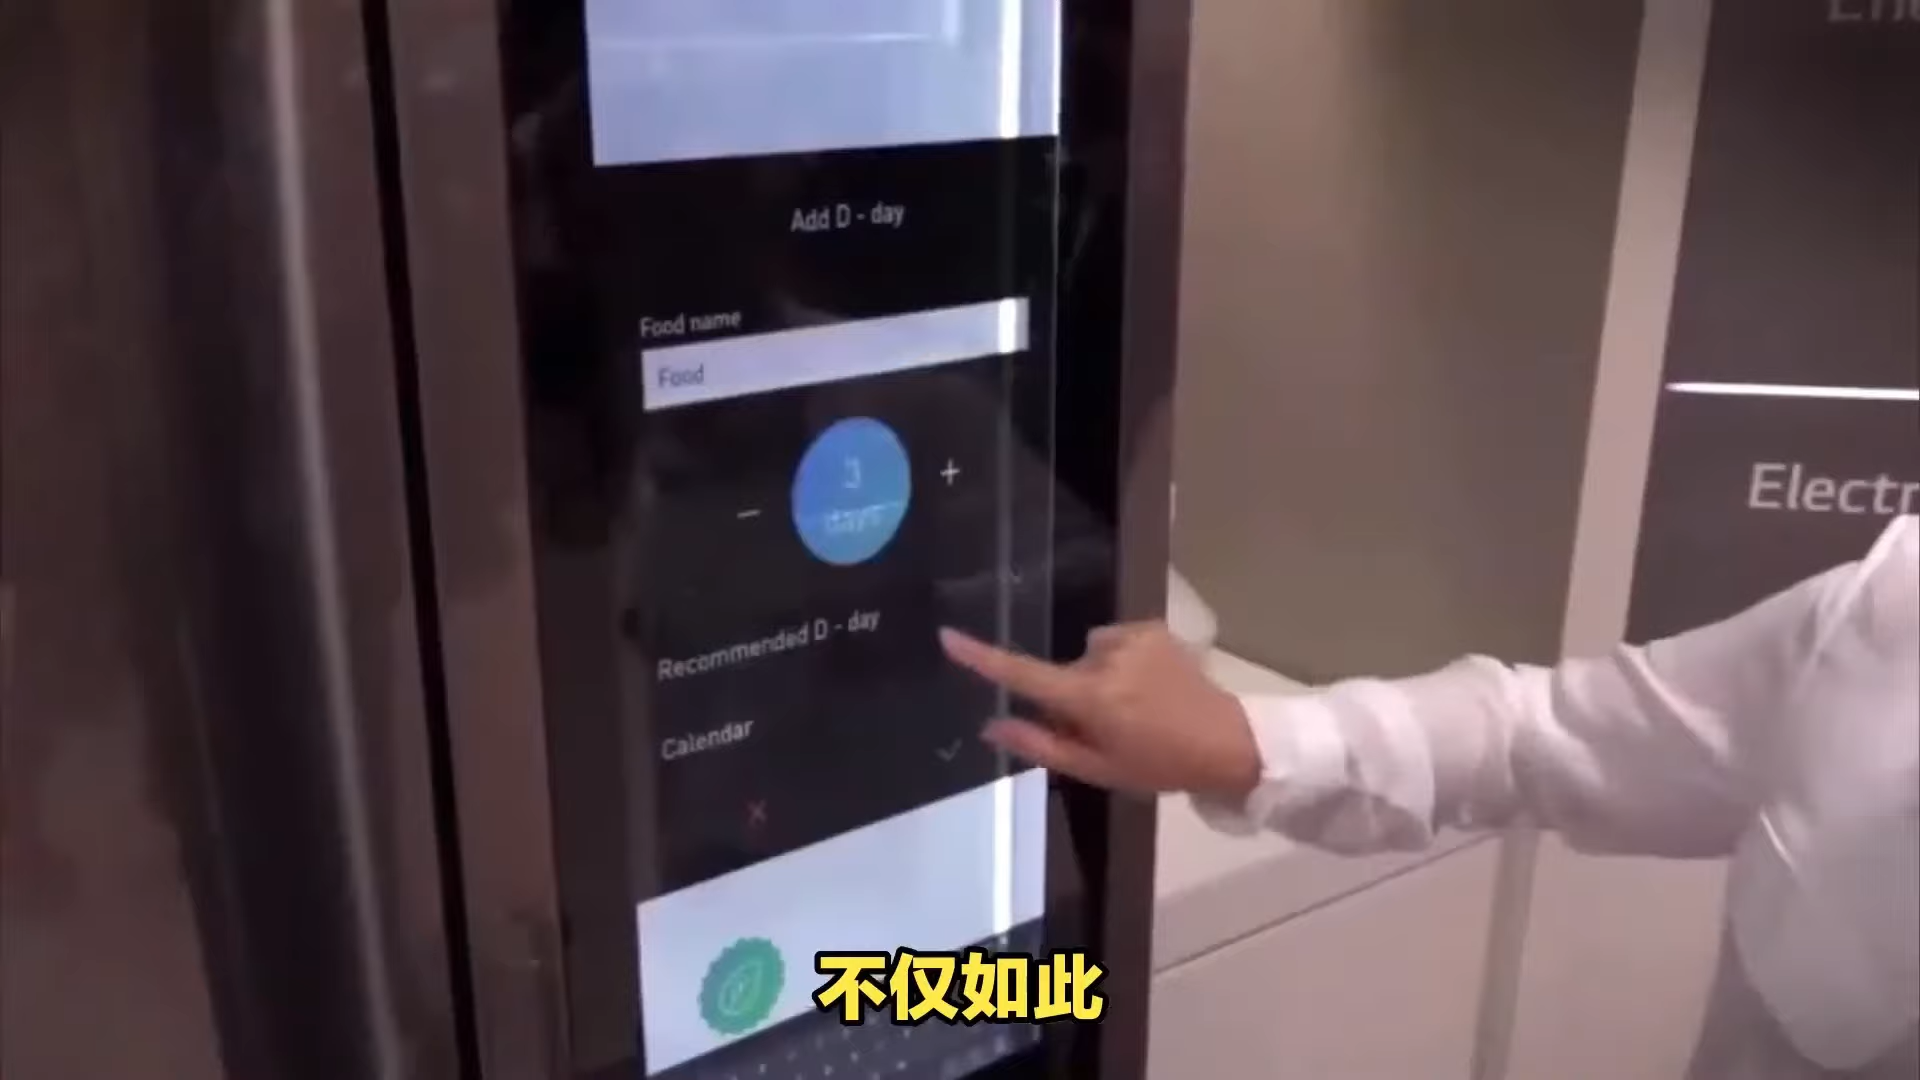 Add D - day
Food name
Food
3
days
Recommended D - day
Calendar
Electr
不仅如此